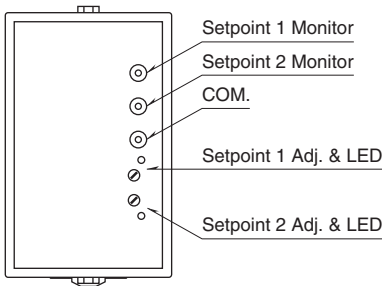 Setpoint 1 Monitor
Setpoint 2 Monitor
COM.
Setpoint 1 Adj. & LED
Setpoint 2 Adj. & LED